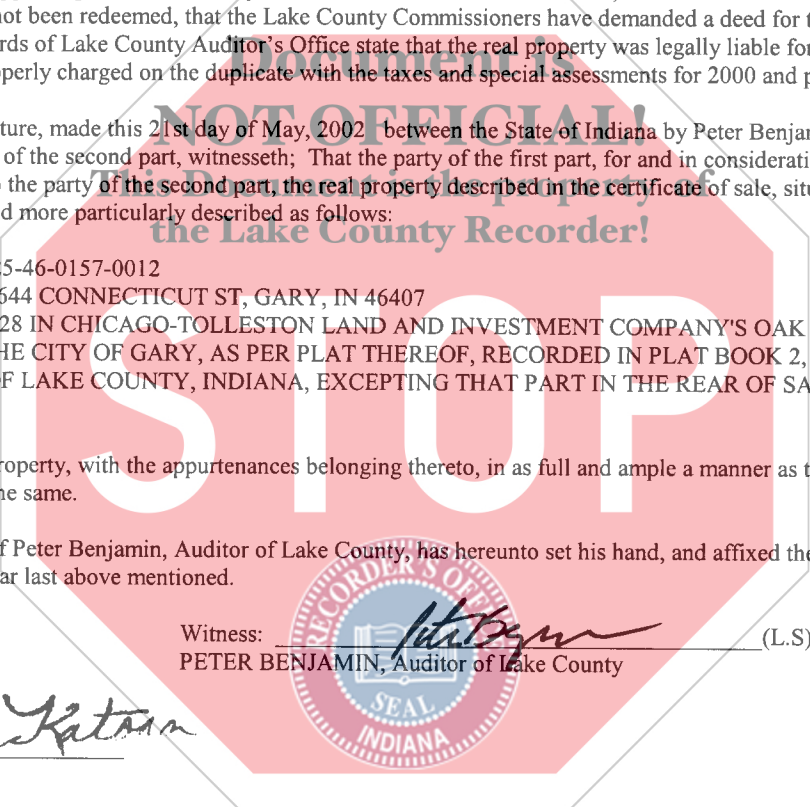 not been redeemed, that the Lake County Commissioners have demanded a deed for
rds of Lake County Auditor's Office state that the real property was legally liable for
perly charged on the duplicate with the taxes and special assessments for 2000 and p
Document is
NOT OFFICIAL!
This Document is the property of
the Lake County Recorder!
ture, made this 21st day of May, 2002 between the State of Indiana by Peter Benjam
of the second part, witnesseth; That the party of the first part, for and in considerati
the party of the second part, the real property described in the certificate of sale, situ
d more particularly described as follows:
5-46-0157-0012
644 CONNECTICUT ST, GARY, IN 46407
28 IN CHICAGO-TOLLESTON LAND AND INVESTMENT COMPANY'S OAK
HE CITY OF GARY, AS PER PLAT THEREOF, RECORDED IN PLAT BOOK 2,
F LAKE COUNTY, INDIANA, EXCEPTING THAT PART IN THE REAR OF SA
STOP
roperty, with the appurtenances belonging thereto, in as full and ample a manner as t
he same.
f Peter Benjamin, Auditor of Lake County, has hereunto set his hand, and affixed the
ar last above mentioned.
Witness: (L.S)
PETER BENJAMIN, Auditor of Lake County
RECORDER'S OFFICE
SEAL
INDIANA